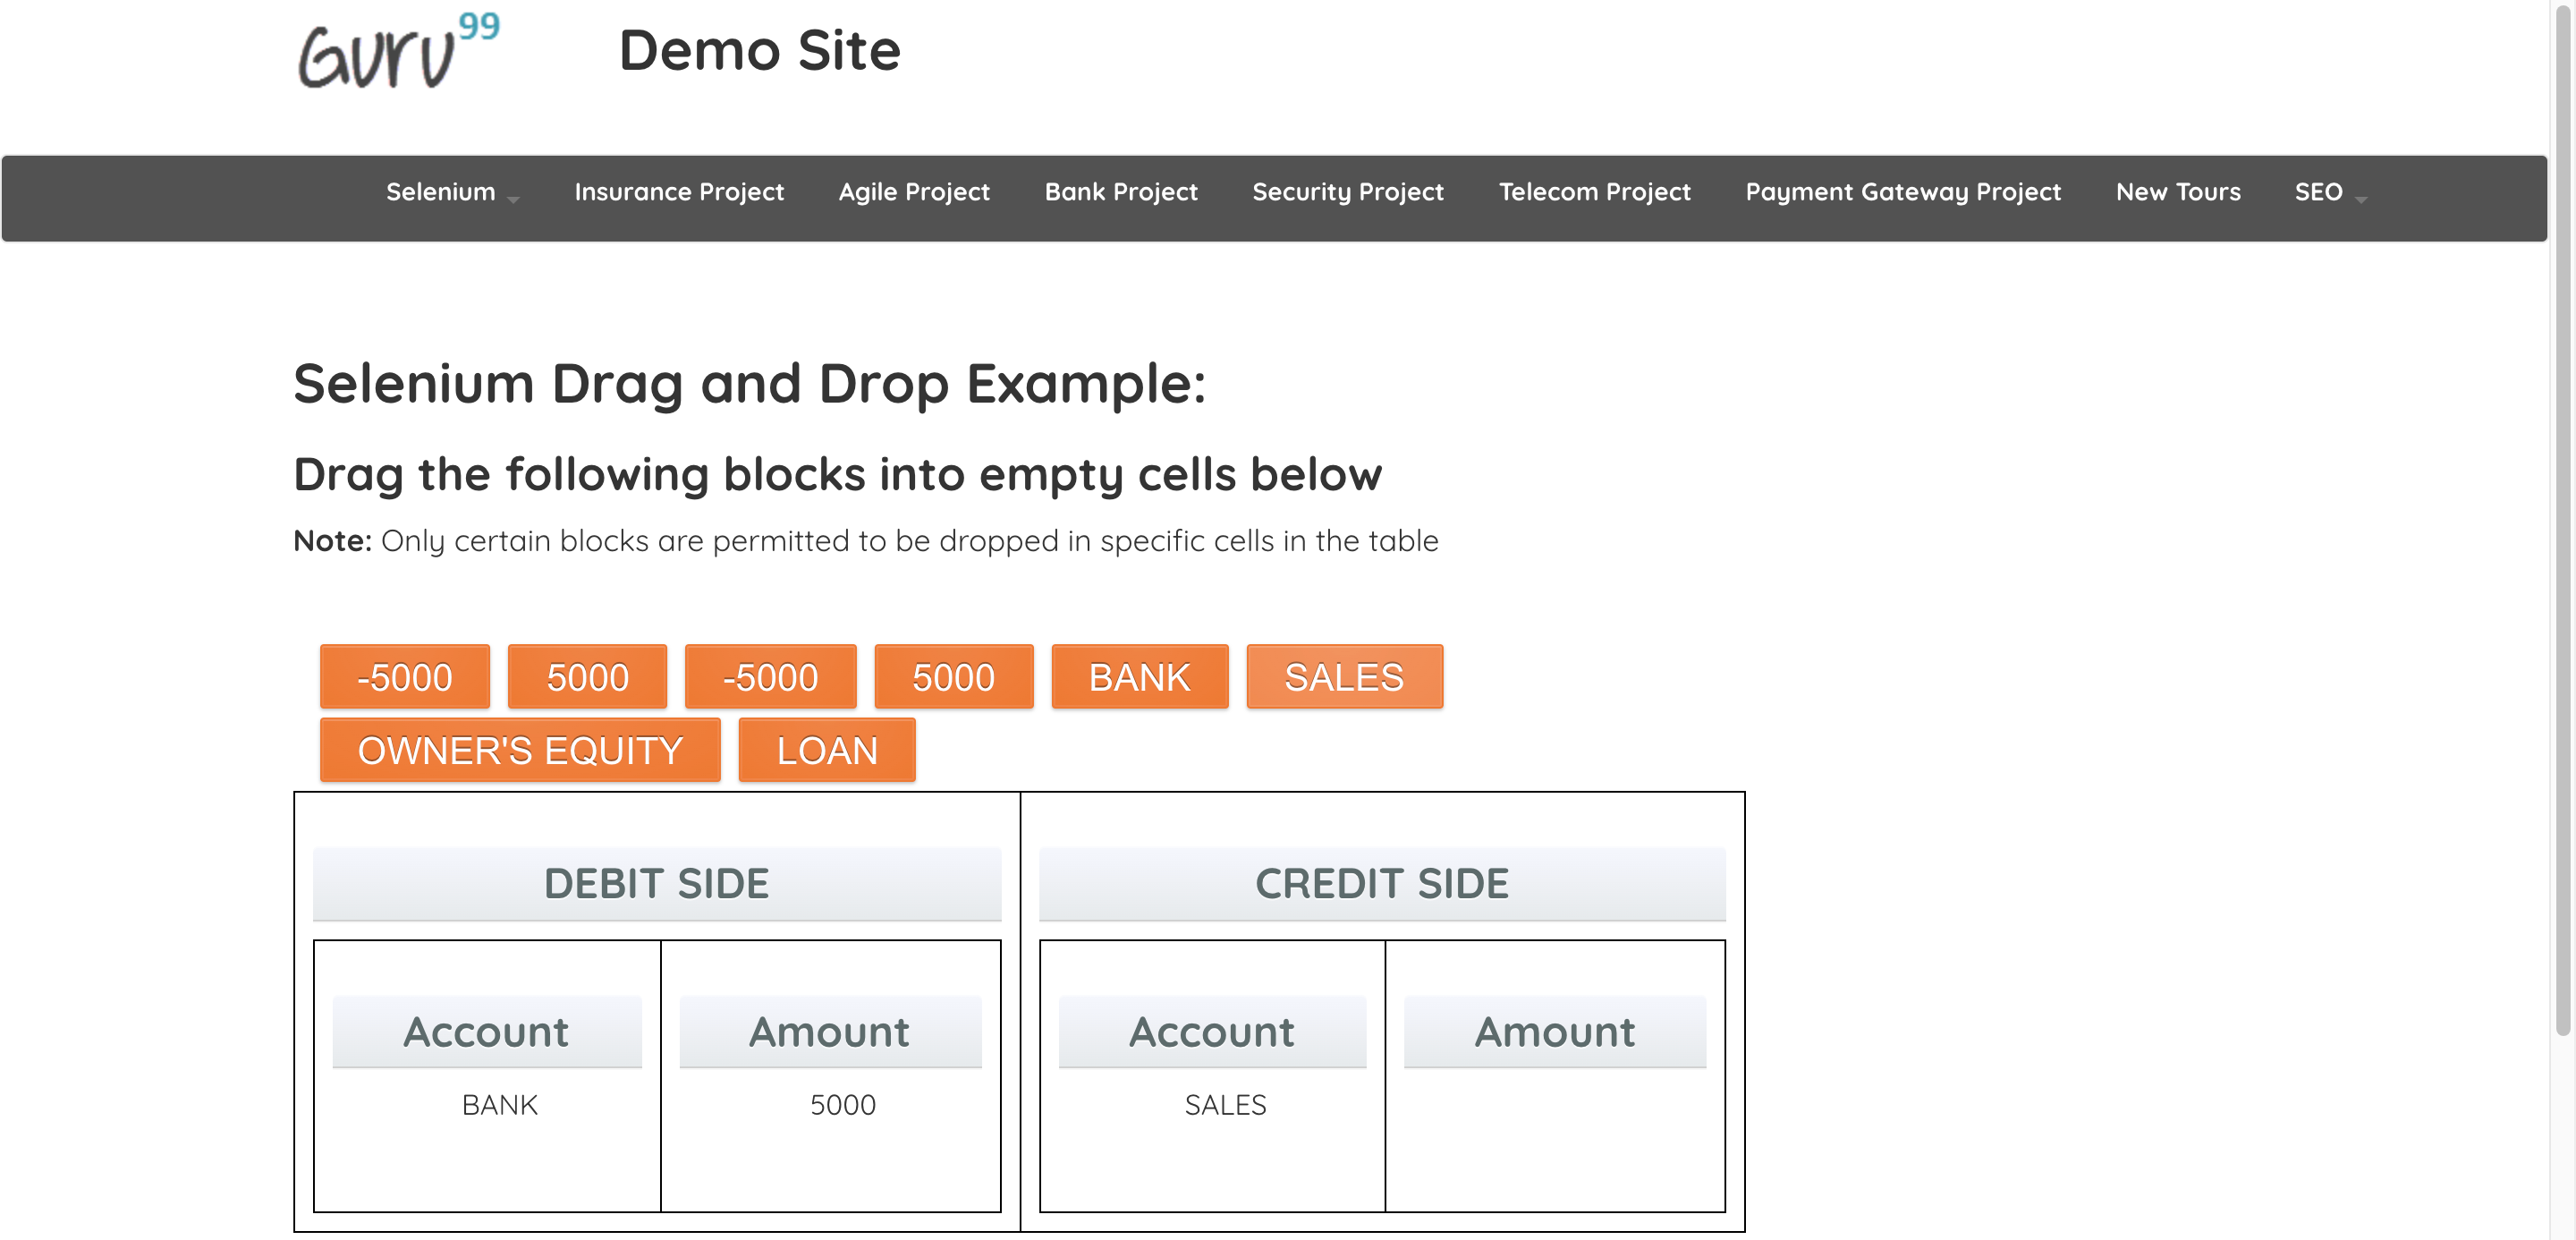 Guru99 Demo Site
Selenium Insurance Project Agile Project Bank Project Security Project Telecom Project Payment Gateway Project New Tours SEO
Selenium Drag and Drop Example:
Drag the following blocks into empty cells below
Note: Only certain blocks are permitted to be dropped in specific cells in the table
-5000 5000 -5000 5000 BANK SALES
OWNER'S EQUITY LOAN
DEBIT SIDE CREDIT SIDE
Account Amount Account Amount
BANK 5000 SALES